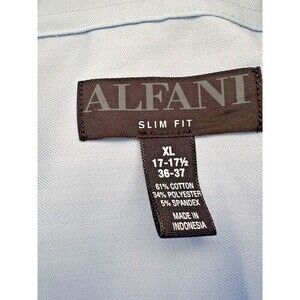 ALFANI
SLIM FIT
XL
17-17½
36-37
61% COTTON
34% POLYESTER
5% SPANDEX
MADE IN
INDONESIA